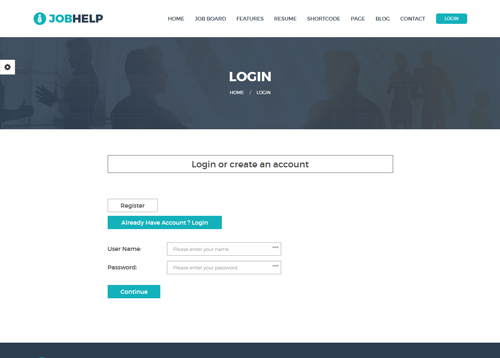 JOBHELP
HOME JOB BOARD FEATURES RESUME SHORTCODE PAGE BLOG CONTACT LOGIN
LOGIN
HOME / LOGIN
Login or create an account
Register
Already Have Account ? Login
User Name: Please enter your name
Password: Please enter your password
Continue